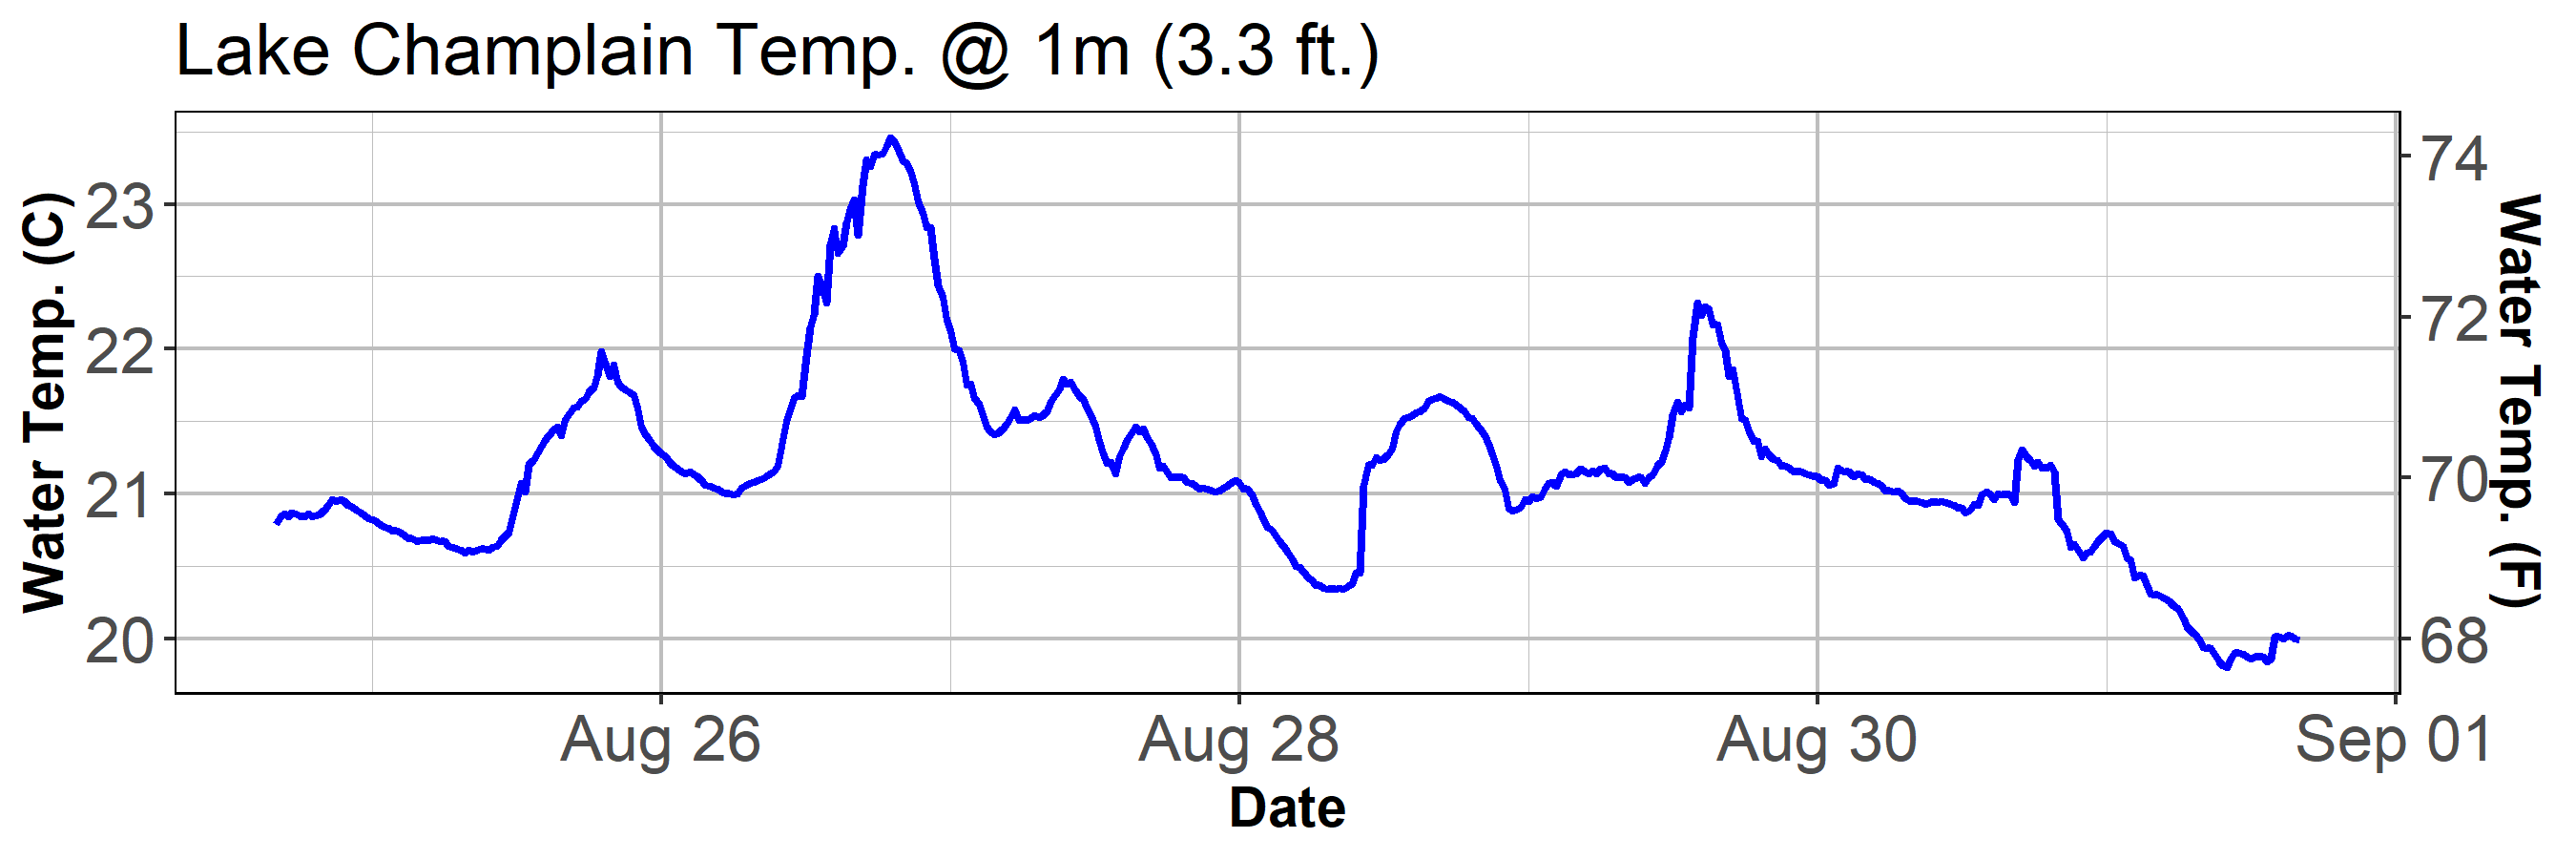 Lake Champlain Temp. @ 1m (3.3 ft.)
Water Temp. (C)
23
22
21
20
74
72
70
68
Water Temp. (F)
Aug 26
Aug 28
Aug 30
Sep 01
Date